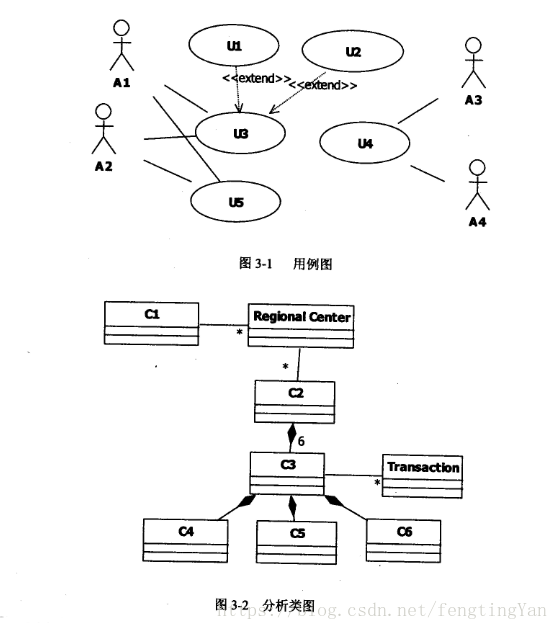 U1
U2
A1
<<extend>>
<<extend>>
A3
U3
A2
U4
U5
A4
图 3-1 用例图
C1
Regional Center
*
*
C2
6
C3
Transaction
*
C4
C5
C6
图 3-2 分析类图
https://blog.csdn.net/fengtingYan